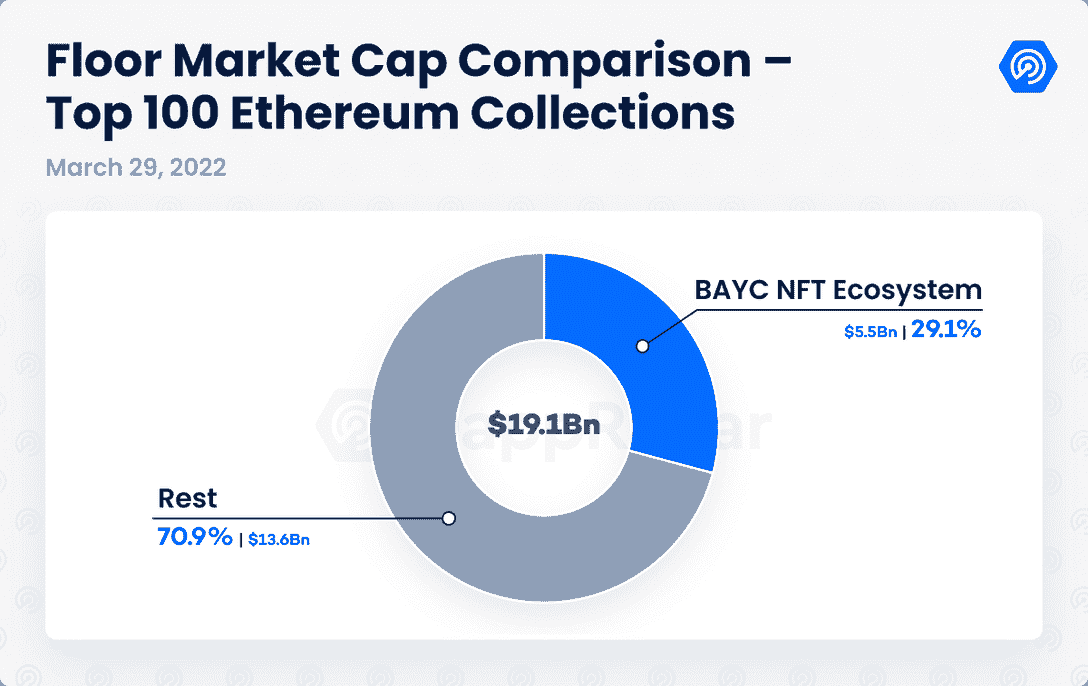 Floor Market Cap Comparison –
Top 100 Ethereum Collections
March 29, 2022
BAYC NFT Ecosystem
$5.5Bn | 29.1%
$19.1Bn
Rest
70.9% | $13.6Bn